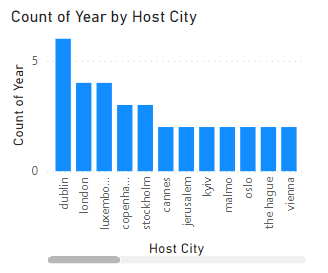 Count of Year by Host City
Count of Year
5
0
dublin
london
luxembo...
copenha...
stockholm
cannes
jerusalem
kyiv
malmo
oslo
the hague
vienna
Host City